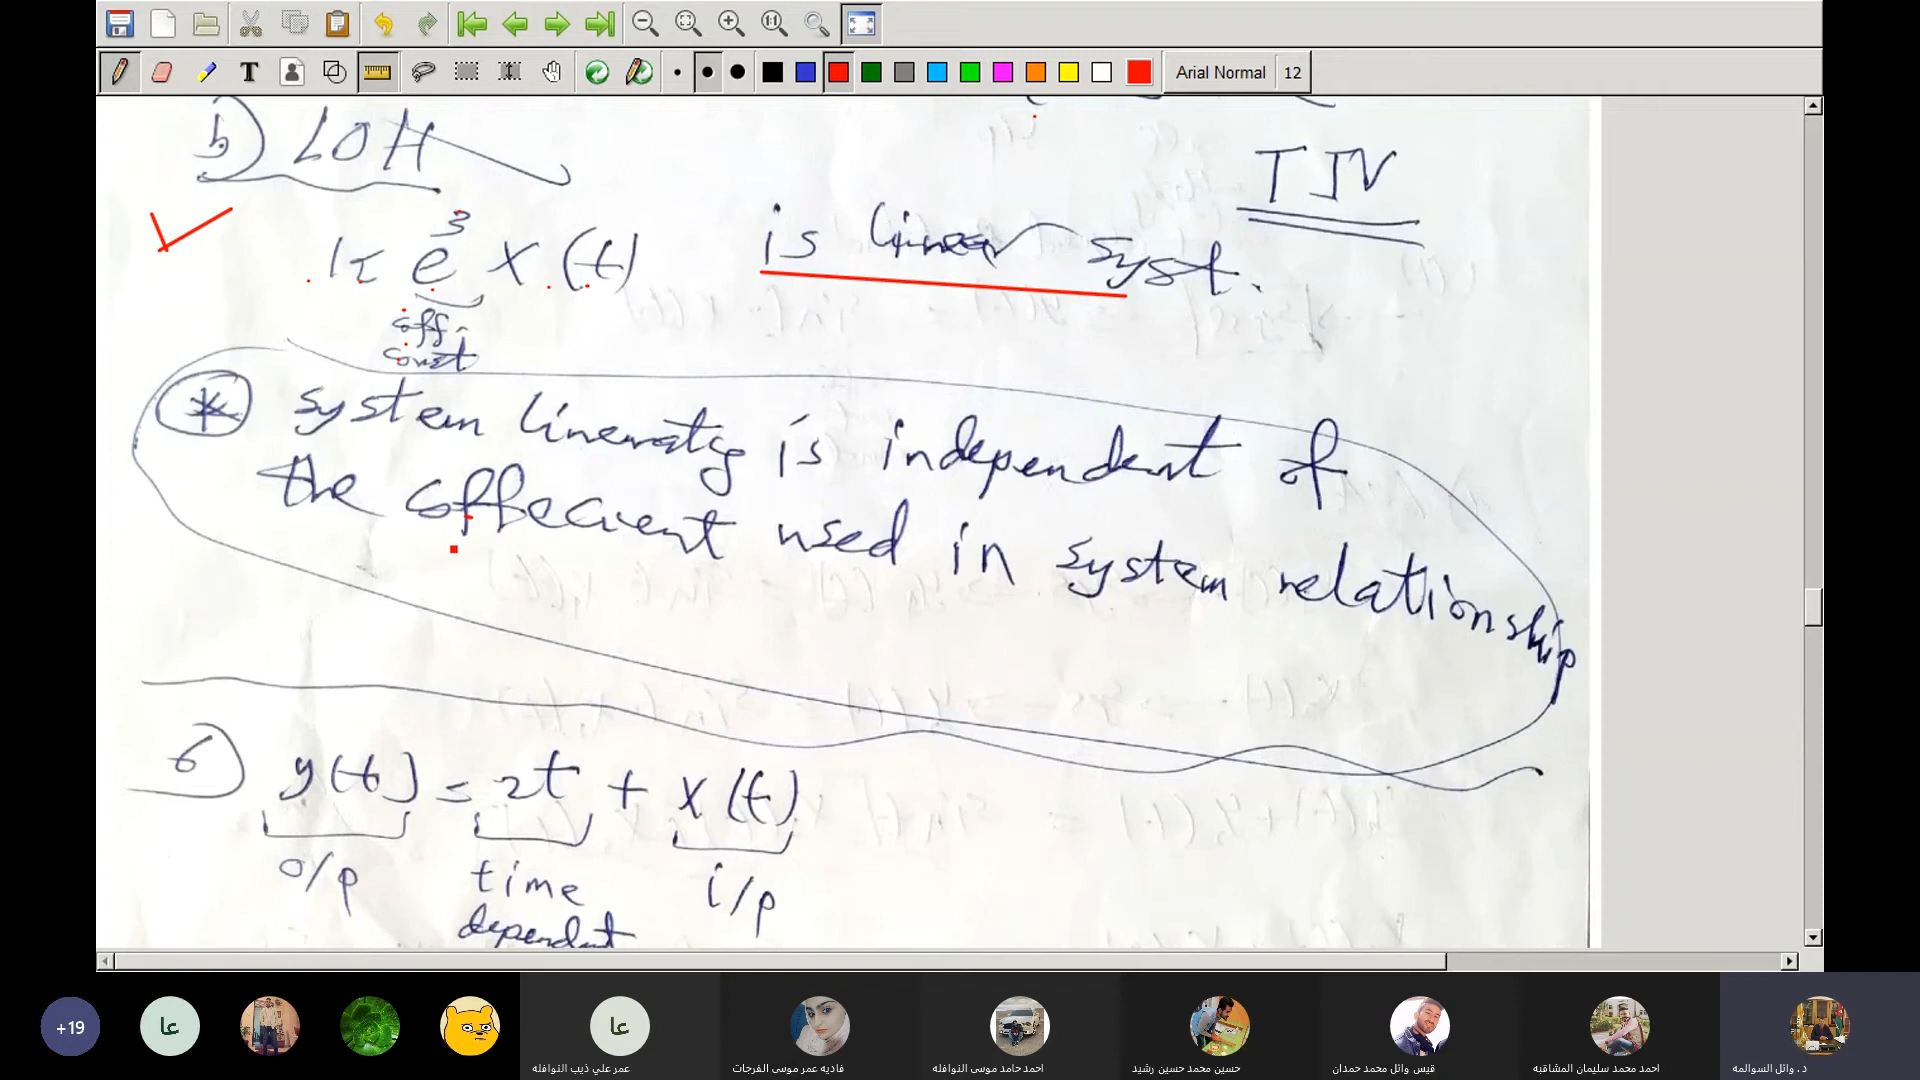 Arial Normal 12
b) LOH
TIV
K e³ x(t) is linear syst.
coff.
const
* system linearity is independent of
the coffecient used in system relationship
6) y(t) = 2t + x(t)
o/p time i/p
dependent
+19
عا
عا
عمر علي ذيب النوافله
فاديه عمر موسى الفرجات
احمد حامد موسى النوافله
حسين محمد حسين رشيد
قيس وائل محمد حمدان
احمد محمد سليمان المشاقبه
د. وائل السوالمه